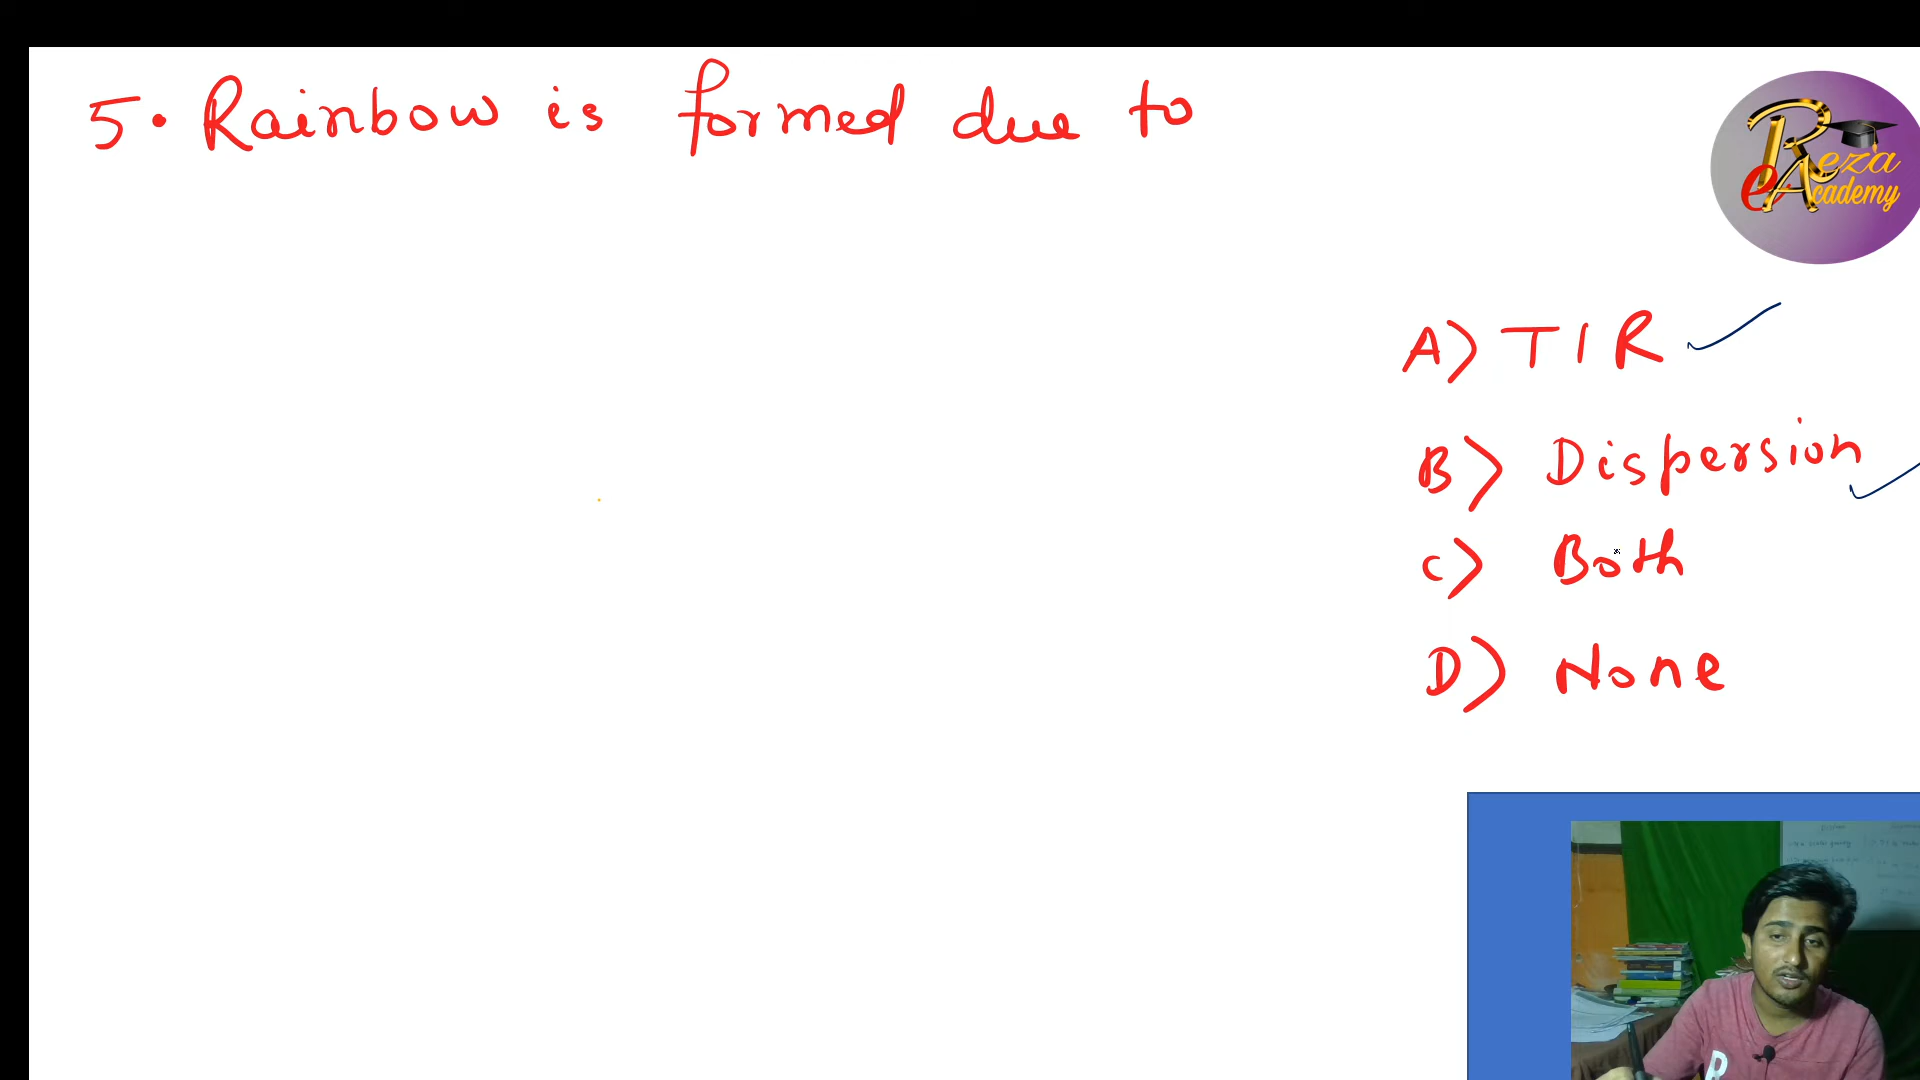 5. Rainbow is formed due to
Reza
e Academy
A) TIR
B) Dispersion
C) Both
D) None
R